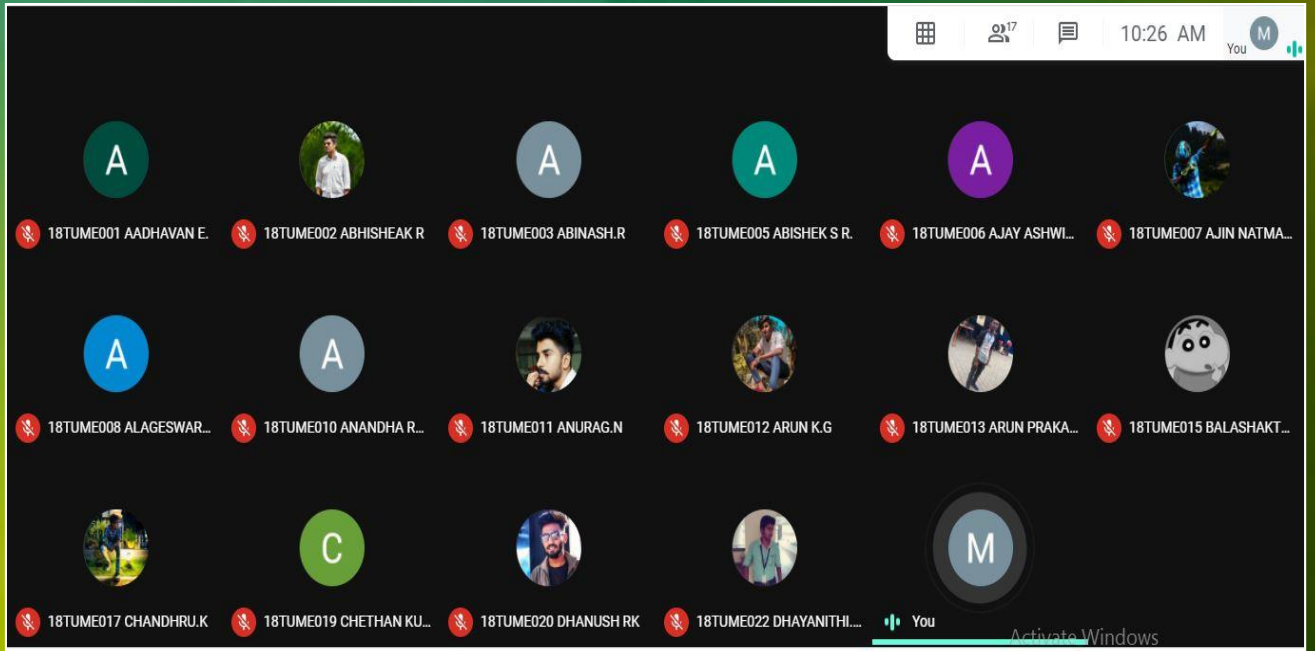 17 10:26 AM You M
A A A A
18TUME001 AADHAVAN E. 18TUME002 ABHISHEAK R 18TUME003 ABINASH.R 18TUME005 ABISHEK S R. 18TUME006 AJAY ASHWI... 18TUME007 AJIN NATMA...
A A
18TUME008 ALAGESWAR... 18TUME010 ANANDHA R... 18TUME011 ANURAG.N 18TUME012 ARUN K.G 18TUME013 ARUN PRAKA... 18TUME015 BALASHAKT...
C M
18TUME017 CHANDHRU.K 18TUME019 CHETHAN KU... 18TUME020 DHANUSH RK 18TUME022 DHAYANITHI.... You
Activate Windows